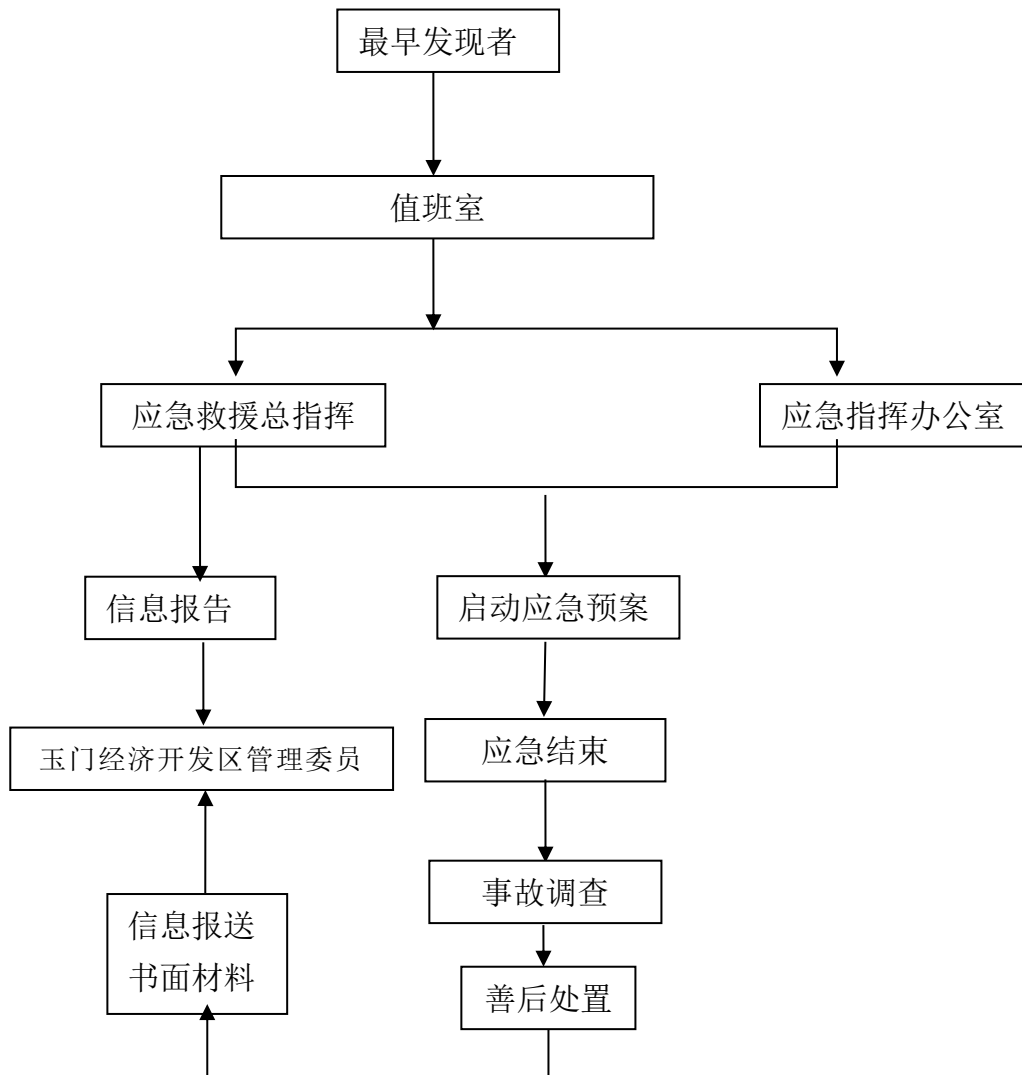 最早发现者
值班室
应急救援总指挥
应急指挥办公室
信息报告
启动应急预案
玉门经济开发区管理委员
应急结束
事故调查
信息报送
书面材料
善后处置